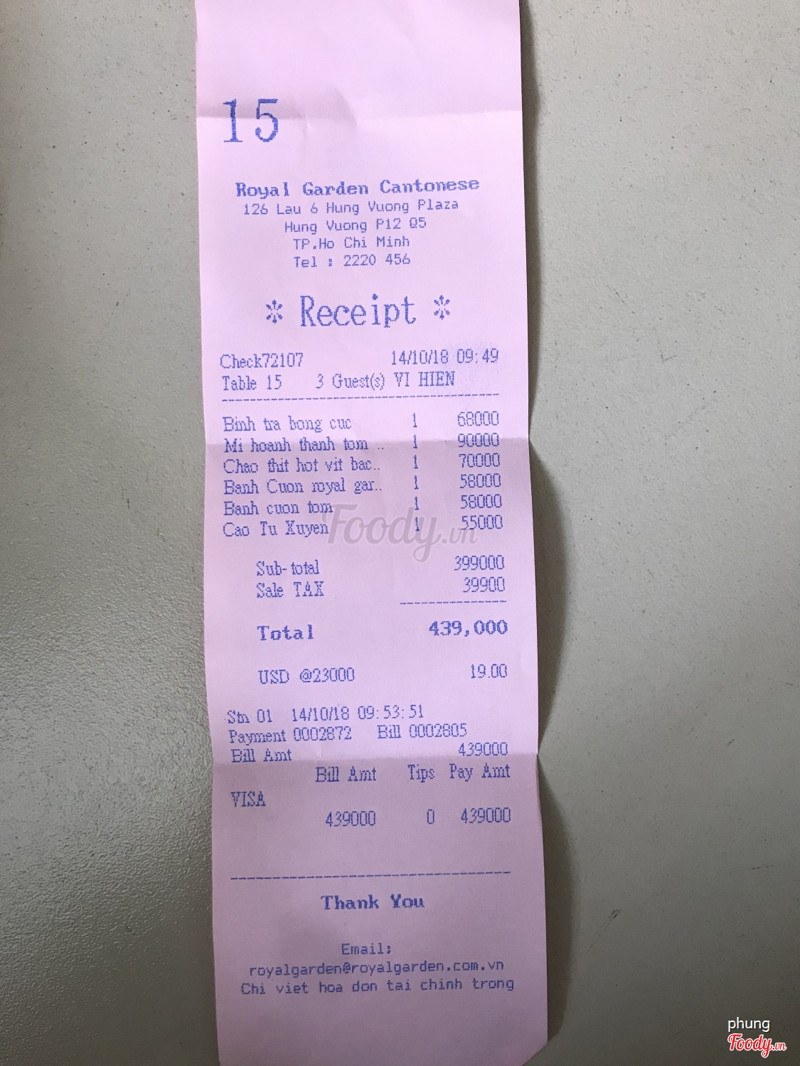 15
Royal Garden Cantonese
126 Lau 6 Hung Vuong Plaza
Hung Vuong P12 Q5
TP.Ho Chi Minh
Tel : 2220 456
* Receipt *
Check72107 14/10/18 09:49
Table 15 3 Guest(s) VI HIEN
Binh tra bong cuc 1 68000
Mi hoanh thanh tom .. 1 90000
Chao thit hot vit bac.. 1 70000
Banh Cuon royal gar.. 1 58000
Banh cuon tom 1 58000
Cao Tu Xuyen 1 55000
Foody.vn
Sub-total 399000
Sale TAX 39900
Total 439,000
USD @23000 19.00
Stn 01 14/10/18 09:53:51
Payment 0002872 Bill 0002805
Bill Amt 439000
Bill Amt Tips Pay Amt
VISA
439000 0 439000
Thank You
Email:
royalgarden@royalgarden.com.vn
Chi viet hoa don tai chinh trong
phung
Foody.vn